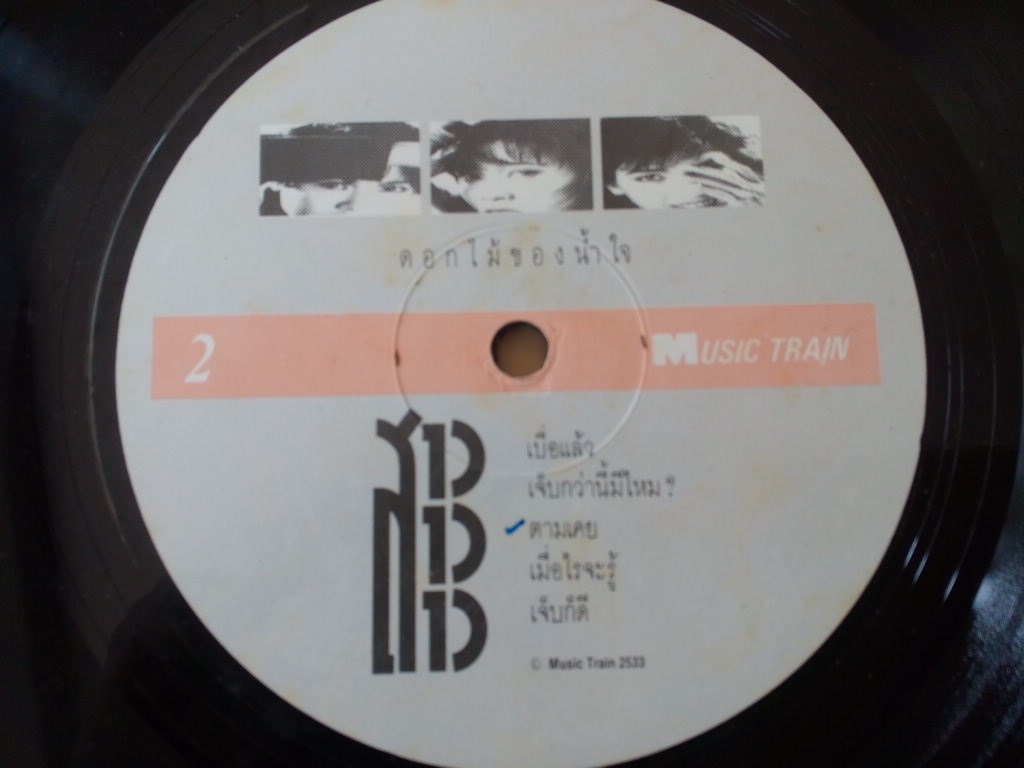 ดอกไม้ของน้ำใจ
2
MUSIC TRAIN
สาว สาว สาว
เบื่อแล้ว
เจ็บกว่านี้มีไหม?
ตามเคย
เมื่อไรจะรู้
เจ็บก็ดี
© Music Train 2533